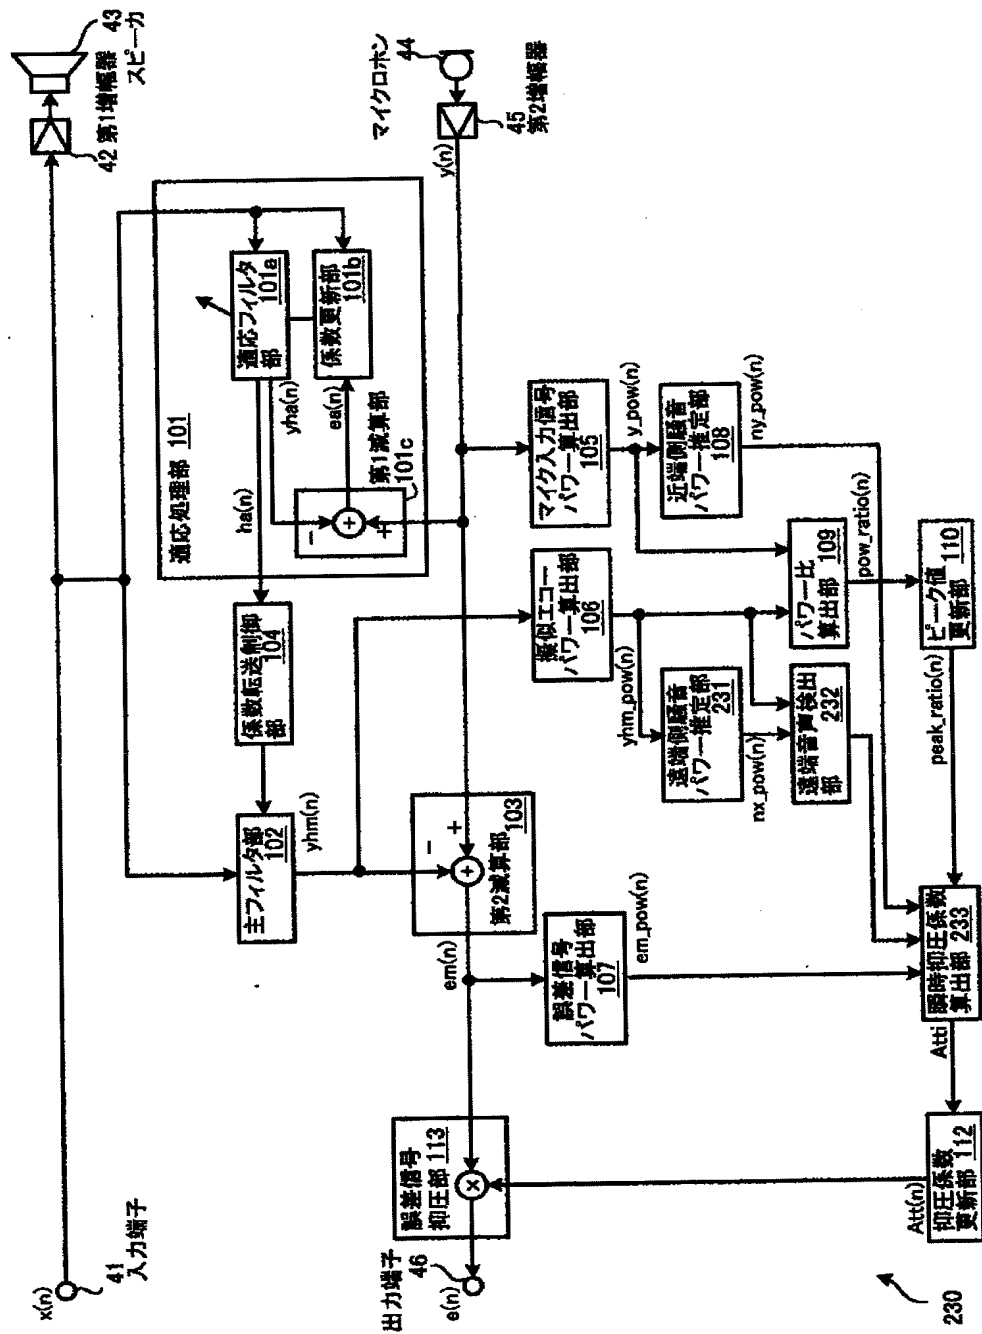 x(n)
41
入力端子
42 第1増幅器
43
スピーカ
適応処理部 101
適応フィルタ
部 101a
係数更新部
101b
yha(n)
ea(n)
ha(n)
第1減算部
101c
−
+
+
マイクロホン
44
45
第2増幅器
y(n)
係数転送制御
部 104
主フィルタ部
102
yhm(n)
−
+
+
第2減算部 103
em(n)
マイク入力信号
パワー算出部
105
y_pow(n)
近端側騒音
パワー推定部
108
ny_pow(n)
擬似エコー
パワー算出部
106
yhm_pow(n)
遠端側騒音
パワー推定部
231
nx_pow(n)
パワー比
算出部 109
pow_ratio(n)
遠端音声検出
部 232
ピーク値
更新部 110
peak_ratio(n)
誤差信号
パワー算出部
107
em_pow(n)
瞬時抑圧係数
算出部 233
Atti
抑圧係数
更新部 112
Att(n)
誤差信号
抑圧部 113
×
出力端子
46
e(n)
230